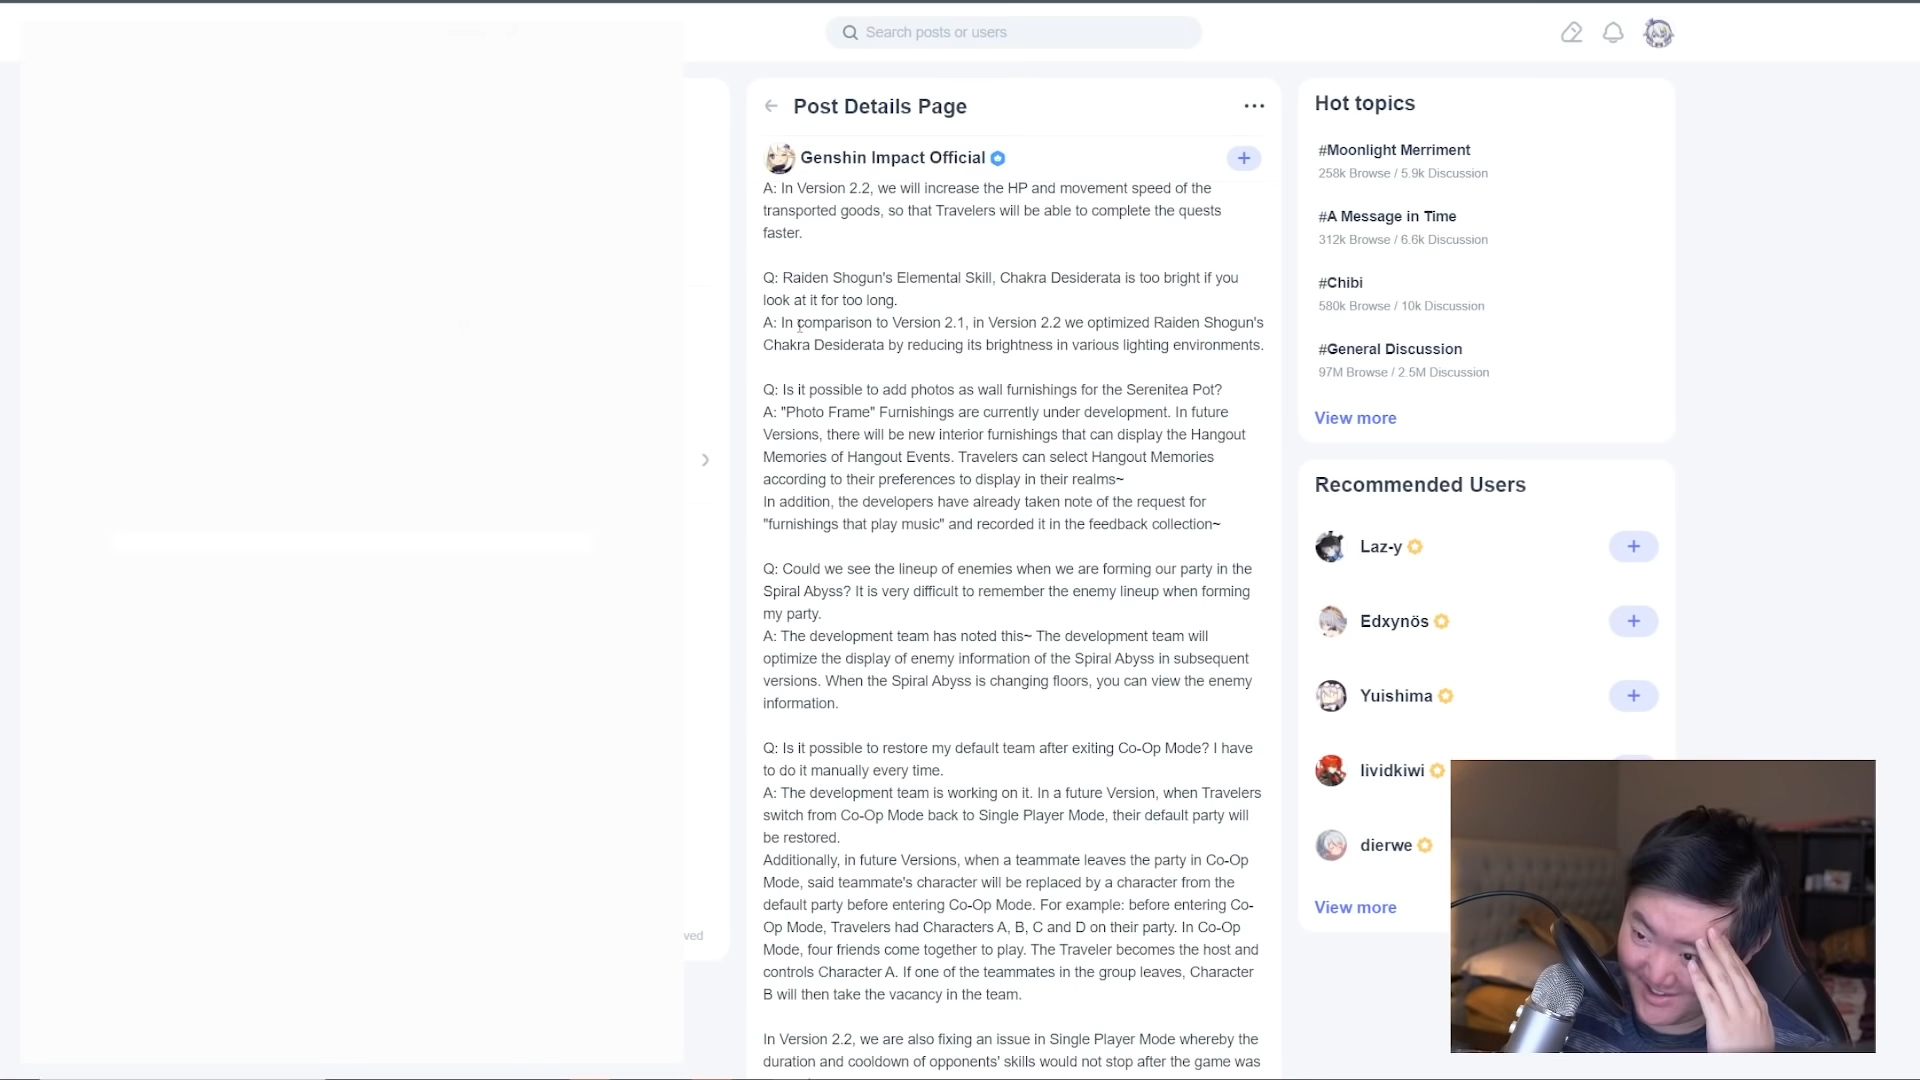 Search posts or users
Post Details Page
Genshin Impact Official
A: In Version 2.2, we will increase the HP and movement speed of the
transported goods, so that Travelers will be able to complete the quests
faster.
Q: Raiden Shogun's Elemental Skill, Chakra Desiderata is too bright if you
look at it for too long.
A: In comparison to Version 2.1, in Version 2.2 we optimized Raiden Shogun's
Chakra Desiderata by reducing its brightness in various lighting environments.
Q: Is it possible to add photos as wall furnishings for the Serenitea Pot?
A: "Photo Frame" Furnishings are currently under development. In future
Versions, there will be new interior furnishings that can display the Hangout
Memories of Hangout Events. Travelers can select Hangout Memories
according to their preferences to display in their realms~
In addition, the developers have already taken note of the request for
"furnishings that play music" and recorded it in the feedback collection~
Q: Could we see the lineup of enemies when we are forming our party in the
Spiral Abyss? It is very difficult to remember the enemy lineup when forming
my party.
A: The development team has noted this~ The development team will
optimize the display of enemy information of the Spiral Abyss in subsequent
versions. When the Spiral Abyss is changing floors, you can view the enemy
information.
Q: Is it possible to restore my default team after exiting Co-Op Mode? I have
to do it manually every time.
A: The development team is working on it. In a future Version, when Travelers
switch from Co-Op Mode back to Single Player Mode, their default party will
be restored.
Additionally, in future Versions, when a teammate leaves the party in Co-Op
Mode, said teammate's character will be replaced by a character from the
default party before entering Co-Op Mode. For example: before entering Co-
Op Mode, Travelers had Characters A, B, C and D on their party. In Co-Op
Mode, four friends come together to play. The Traveler becomes the host and
controls Character A. If one of the teammates in the group leaves, Character
B will then take the vacancy in the team.
In Version 2.2, we are also fixing an issue in Single Player Mode whereby the
duration and cooldown of opponents' skills would not stop after the game was
ved
Hot topics
#Moonlight Merriment
258k Browse / 5.9k Discussion
#A Message in Time
312k Browse / 6.6k Discussion
#Chibi
580k Browse / 10k Discussion
#General Discussion
97M Browse / 2.5M Discussion
View more
Recommended Users
Laz-y
Edxynös
Yuishima
lividkiwi
dierwe
View more